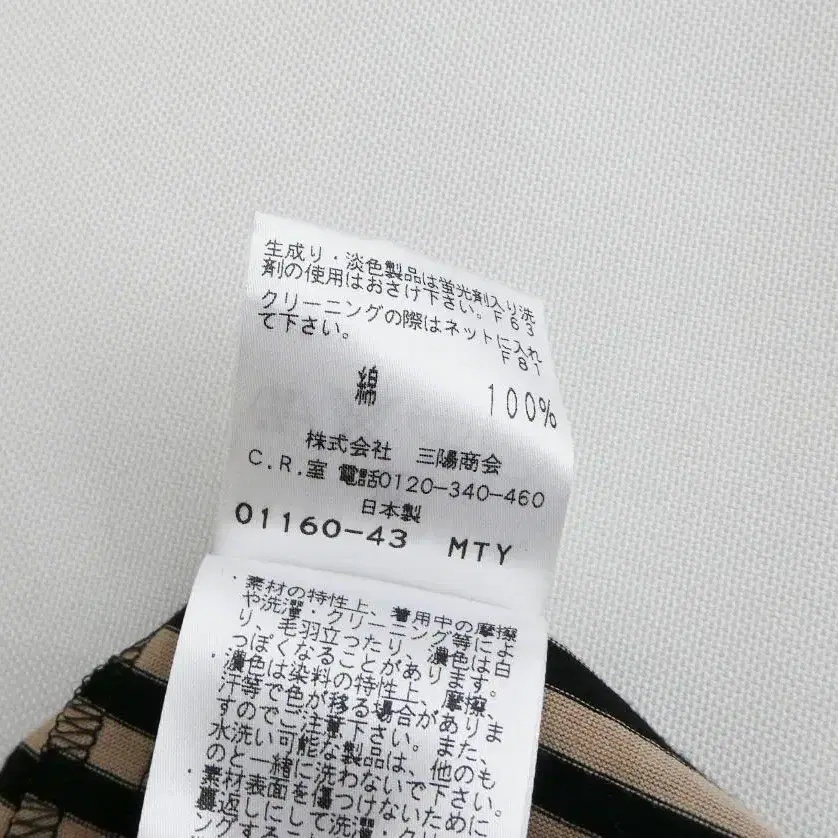 生成り・淡色製品は蛍光剤入り洗
剤の使用はおさけ下さい。F63
クリーニングの際はネットに入れ
て下さい。 F81
綿 100%
株式会社 三陽商会
C.R.室 電話0120-340-460
日本製
01160-43 MTY
・素材の特性上、着用中の摩擦
や洗濯・クリーニング等によ
り、毛羽立ったり、濃色は白
っぽくなることがあります。
・濃色は染料の特性上、摩擦、
汗等で色が移る場合がありま
すのでご注意下さい。また、
水洗い可能な製品は、他のも
のと一緒に洗わないで下さい。
・素材表面を傷つけないために
裏返しにして洗濯・クリ
ングする